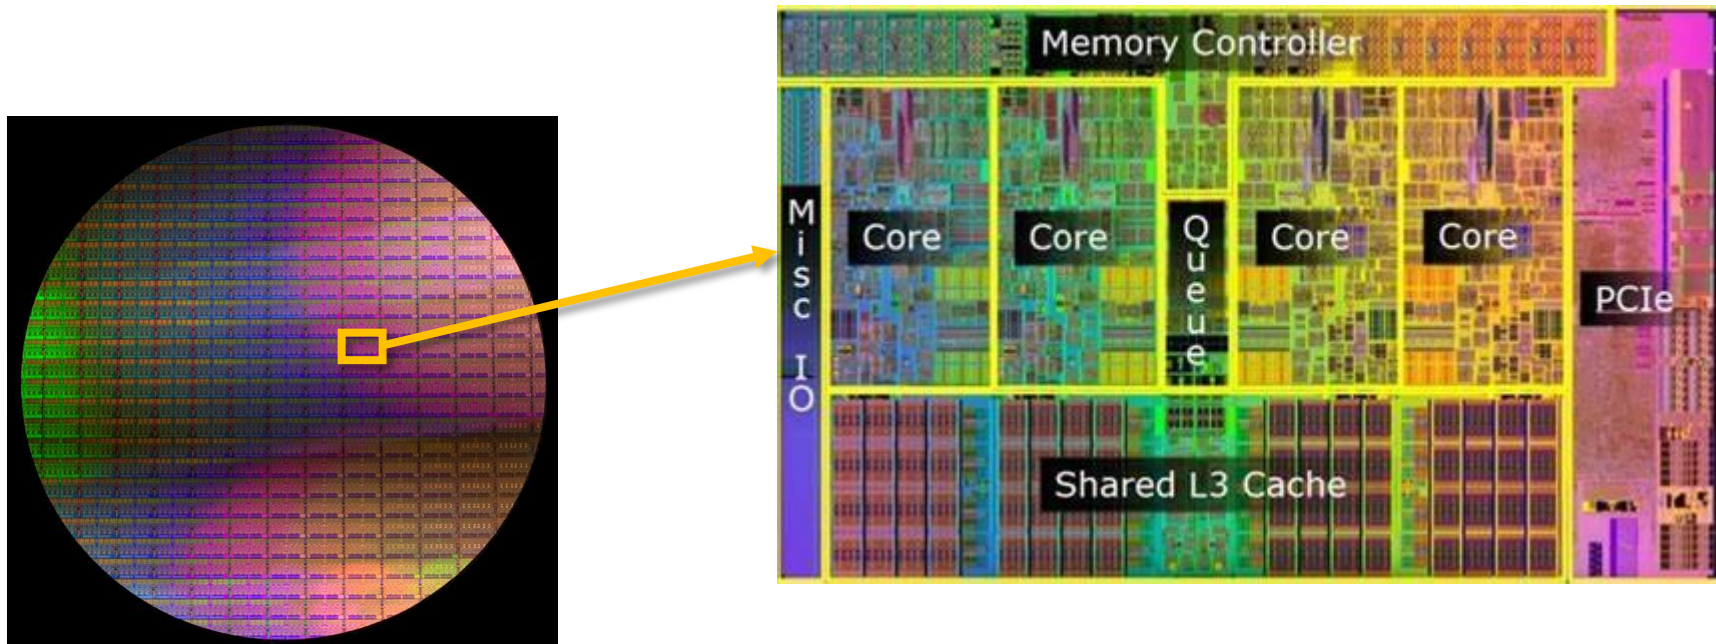 Memory Controller
Misc IO
Core
Core
Queue
Core
Core
PCIe
Shared L3 Cache